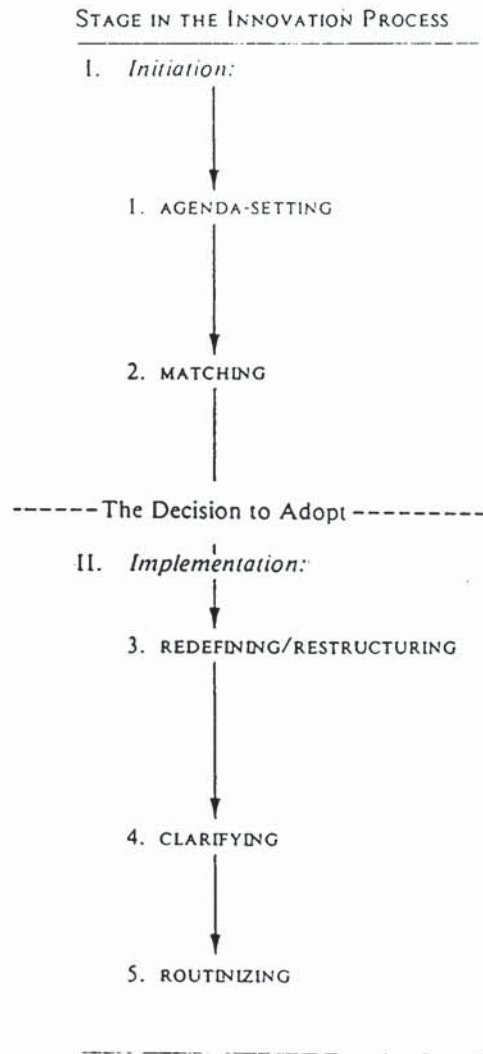 STAGE IN THE INNOVATION PROCESS
I. Initiation:
1. AGENDA-SETTING
2. MATCHING
------The Decision to Adopt---------
II. Implementation:
3. REDEFINING/RESTRUCTURING
4. CLARIFYING
5. ROUTINIZING